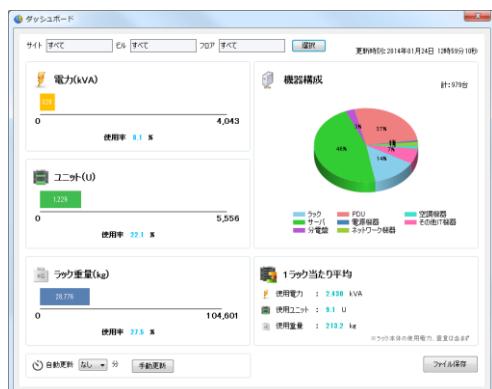 ダッシュボード
サイト すべて ビル すべて フロア すべて 選択 更新時刻:2014年01月24日 12時59分10秒
電力(kVA)
0 4,043
使用率 8.1 %
ユニット(U)
1,229
0 5,556
使用率 22.1 %
ラック重量(kg)
28,776
0 104,601
使用率 27.5 %
自動更新 なし 分 手動更新
機器構成 計:979台
3% 37%
46% 7%
14%
ラック PDU 空調機器
サーバ 電源機器 その他IT機器
分電盤 ネットワーク機器
1ラック当たり平均
使用電力 : 2.430 kVA
使用ユニット : 9.1 U
使用重量 : 213.2 kg
※ラック本体の使用電力、重量は含まず
ファイル保存